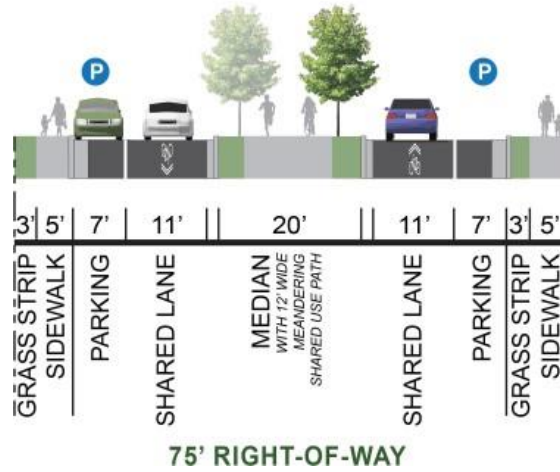 P
P
3' 5' 7' 11' 20' 11' 7' 3' 5'
GRASS STRIP
SIDEWALK
PARKING
SHARED LANE
MEDIAN
WITH 12' WIDE
MEANDERING
SHARED USE PATH
SHARED LANE
PARKING
GRASS STRIP
SIDEWALK
75' RIGHT-OF-WAY